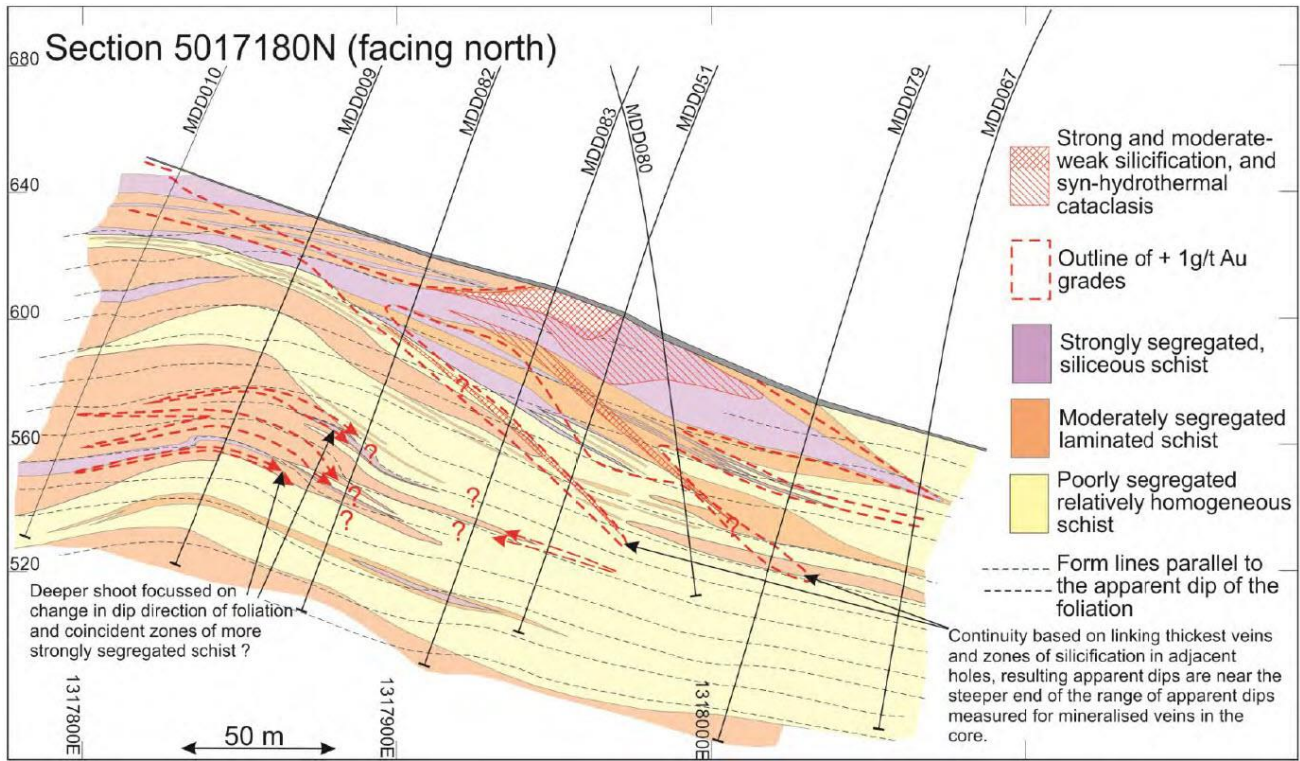 Section 5017180N (facing north)
680
640
600
560
520
MDD010
MDD009
MDD082
MDD083
MDD080
MDD051
MDD079
MDD067
Strong and moderate-
weak silicification, and
syn-hydrothermal
cataclasis
Outline of + 1g/t Au
grades
Strongly segregated,
siliceous schist
Moderately segregated
laminated schist
Poorly segregated
relatively homogeneous
schist
Form lines parallel to
the apparent dip of the
foliation
?
?
?
?
?
?
?
Deeper shoot focussed on
change in dip direction of foliation
and coincident zones of more
strongly segregated schist ?
Continuity based on linking thickest veins
and zones of silicification in adjacent
holes, resulting apparent dips are near the
steeper end of the range of apparent dips
measured for mineralised veins in the
core.
1317800E
1317900E
1318000E
50 m